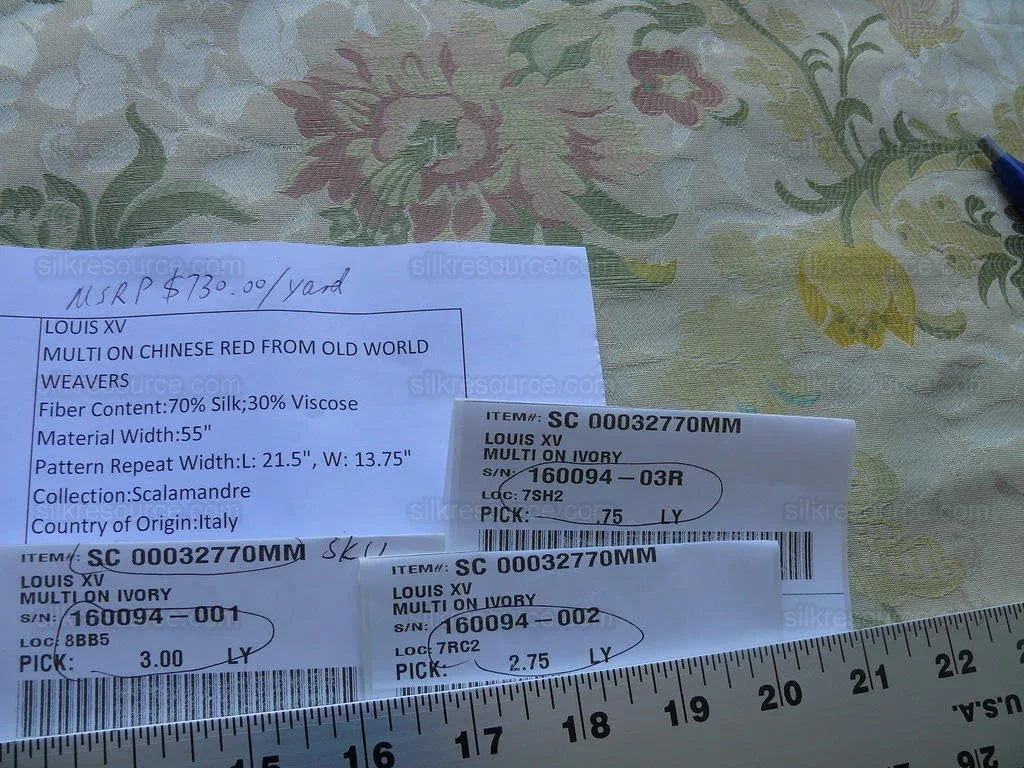 MSRP $730.00/yard
LOUIS XV
MULTI ON CHINESE RED FROM OLD WORLD
WEAVERS
Fiber Content:70% Silk;30% Viscose
Material Width:55"
Pattern Repeat Width:L: 21.5", W: 13.75"
Collection:Scalamandre
Country of Origin:Italy
ITEM#: SC 00032770MM
LOUIS XV
MULTI ON IVORY
S/N: 160094-03R
LOC: 7SH2
PICK: .75 LY
ITEM#: SC 00032770MM SKU
LOUIS XV
MULTI ON IVORY
S/N: 160094-001
LOC: 8BB5
PICK: 3.00 LY
ITEM#: SC 00032770MM
LOUIS XV
MULTI ON IVORY
S/N: 160094-002
LOC: 7RC2
PICK: 2.75 LY
15 16 17 18 19 20 21 22
U.S.A.
26
silkresource.com